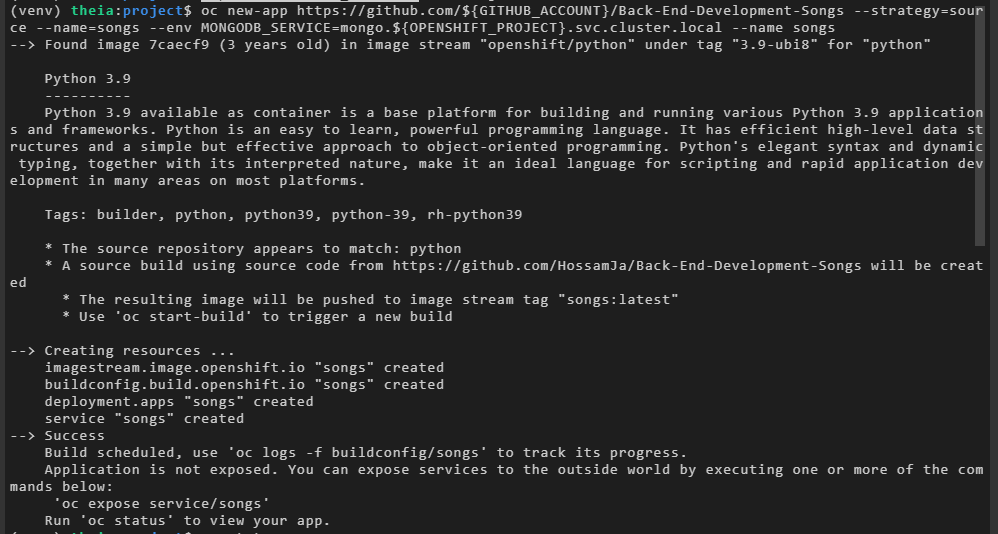 (venv) theia:project$ oc new-app https://github.com/${GITHUB_ACCOUNT}/Back-End-Development-Songs --strategy=sour
ce --name=songs --env MONGODB_SERVICE=mongo.${OPENSHIFT_PROJECT}.svc.cluster.local --name songs
--> Found image 7caecf9 (3 years old) in image stream "openshift/python" under tag "3.9-ubi8" for "python"
Python 3.9
----------
Python 3.9 available as container is a base platform for building and running various Python 3.9 application
s and frameworks. Python is an easy to learn, powerful programming language. It has efficient high-level data st
ructures and a simple but effective approach to object-oriented programming. Python's elegant syntax and dynamic
typing, together with its interpreted nature, make it an ideal language for scripting and rapid application dev
elopment in many areas on most platforms.
Tags: builder, python, python39, python-39, rh-python39
* The source repository appears to match: python
* A source build using source code from https://github.com/HossamJa/Back-End-Development-Songs will be creat
ed
* The resulting image will be pushed to image stream tag "songs:latest"
* Use 'oc start-build' to trigger a new build
--> Creating resources ...
imagestream.image.openshift.io "songs" created
buildconfig.build.openshift.io "songs" created
deployment.apps "songs" created
service "songs" created
--> Success
Build scheduled, use 'oc logs -f buildconfig/songs' to track its progress.
Application is not exposed. You can expose services to the outside world by executing one or more of the com
mands below:
'oc expose service/songs'
Run 'oc status' to view your app.